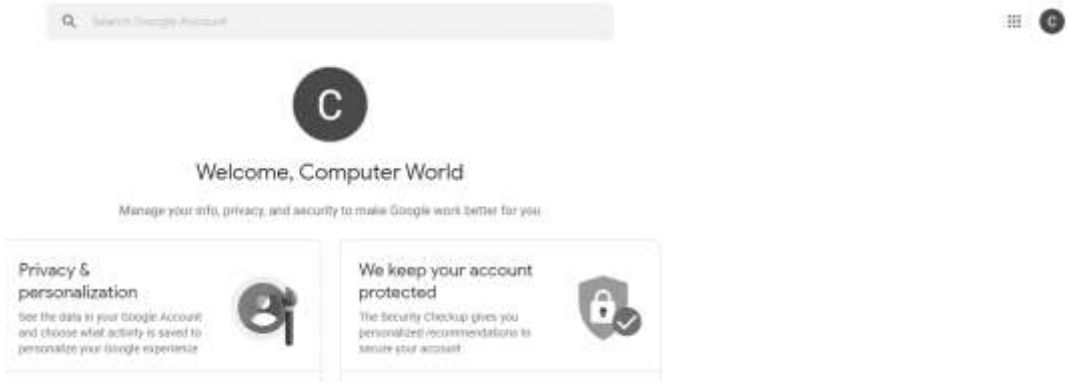 Search Google Account
C
C
Welcome, Computer World
Manage your info, privacy, and security to make Google work better for you
Privacy &
personalization
See the data in your Google Account
and choose what activity is saved to
personalize your Google experience
We keep your account
protected
The Security Checkup gives you
personalized recommendations to
secure your account